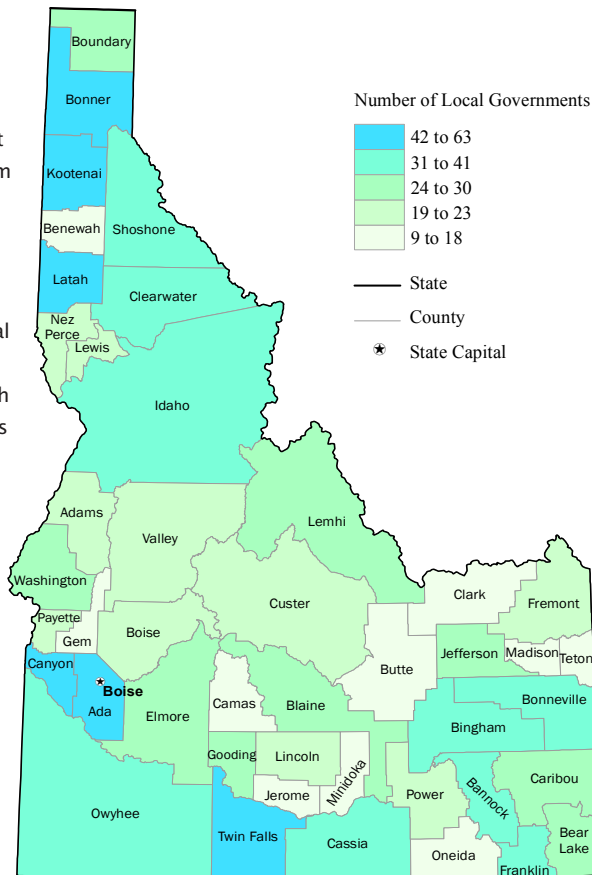 Boundary
Bonner
t
m
Kootenai
Benewah
Shoshone
Latah
Clearwater
al
Nez
Perce
Lewis
h
s
Idaho
Number of Local Governments
42 to 63
31 to 41
24 to 30
19 to 23
9 to 18
State
County
State Capital
Adams
Valley
Lemhi
Washington
Custer
Clark
Fremont
Payette
Gem
Boise
Jefferson
Madison
Teton
Canyon
Butte
Boise
Ada
Elmore
Camas
Blaine
Bonneville
Bingham
Gooding
Lincoln
Minidoka
Jerome
Power
Bannock
Caribou
Owyhee
Twin Falls
Cassia
Oneida
Bear
Lake
Franklin